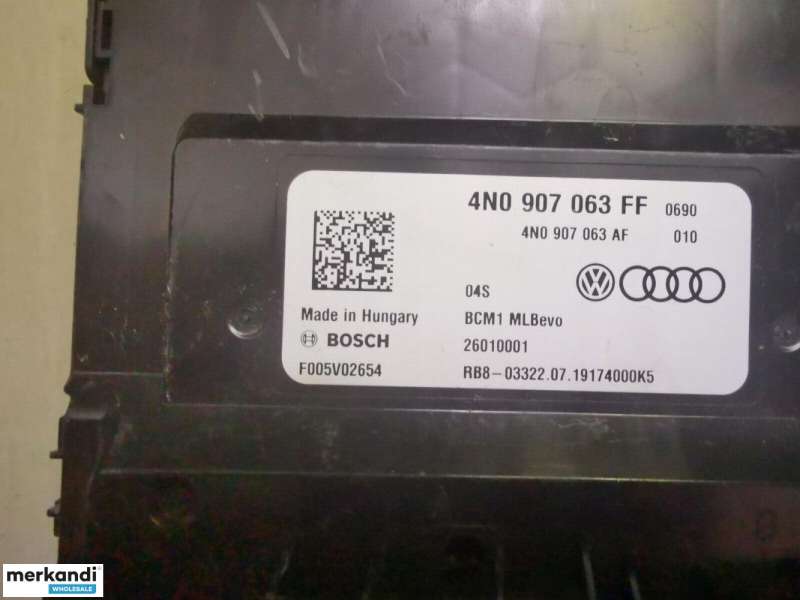 4N0 907 063 FF 0690
4N0 907 063 AF 010
04S
Made in Hungary BCM1 MLBevo
BOSCH 26010001
F005V02654 RB8-03322.07.19174000K5
merkandi
WHOLESALE